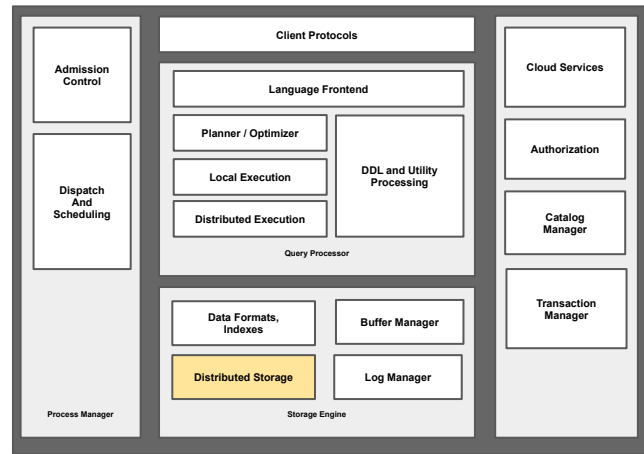 Admission
Control
Dispatch
And
Scheduling
Process Manager
Client Protocols
Language Frontend
Planner / Optimizer
Local Execution
Distributed Execution
DDL and Utility
Processing
Query Processor
Data Formats,
Indexes
Buffer Manager
Distributed Storage
Log Manager
Storage Engine
Cloud Services
Authorization
Catalog
Manager
Transaction
Manager